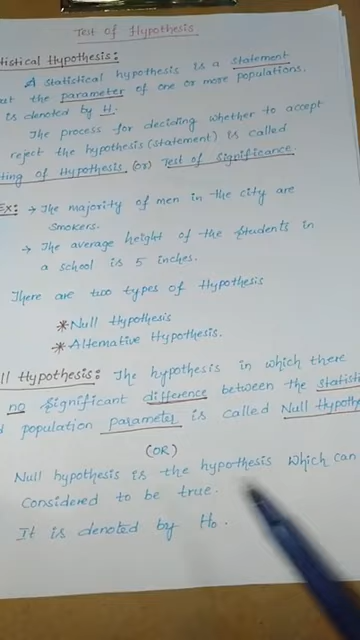 Test of Hypothesis
tistical Hypothesis:
A Statistical hypothesis is a statement
at the parameter of one or more populations.
is denoted by H.
The process for deciding whether to accept
reject the hypothesis (statement) is called
ting of Hypothesis (or) Test of Significance.
Ex: → The majority of men in the city are
smokers.
→ The average height of the students in
a school is 5 inches.
There are two types of Hypothesis
* Null Hypothesis
* Alternative Hypothesis.
ll Hypothesis: The hypothesis in which there
no significant difference between the statis
d population parameter is called Null Hypothe
(OR)
Null hypothesis is the hypothesis which can
considered to be true.
It is denoted by H₀.